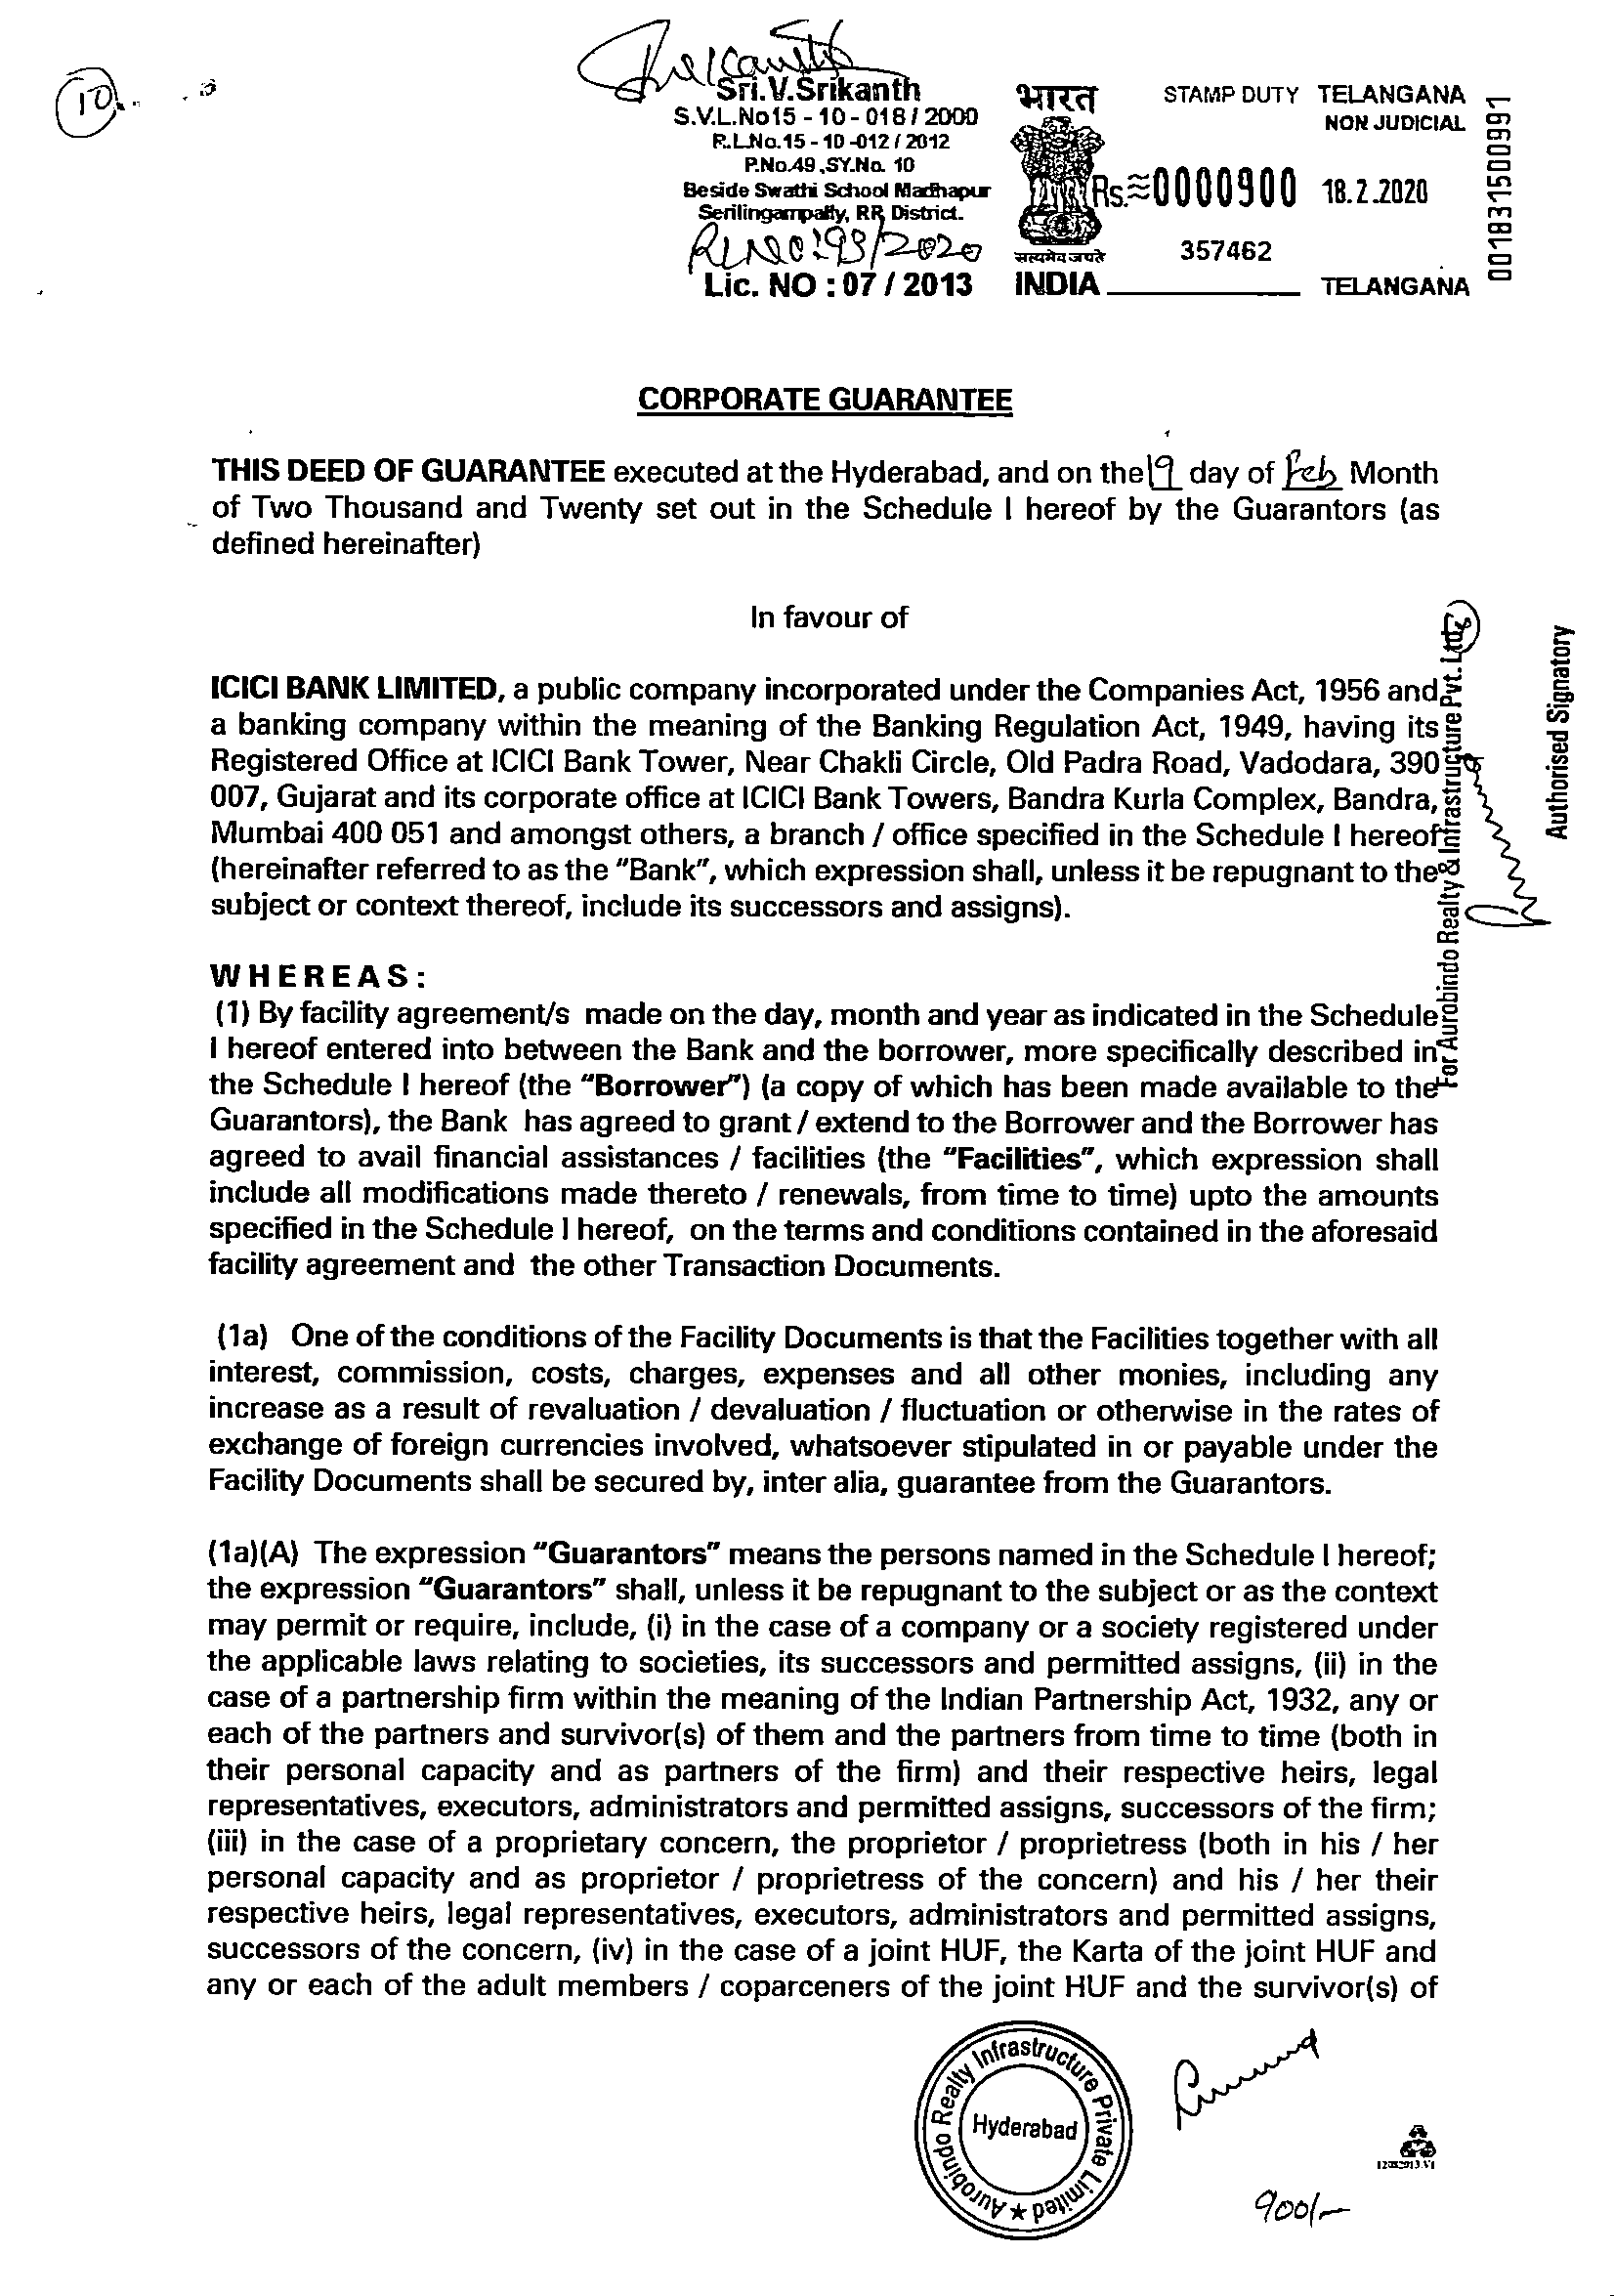 10
Srikanth
Sri.V.Srikanth
S.V.L.No15 - 10 - 018 / 2000
R.L.No.15 - 10 -012 / 2012
P.No.49 ,SY.No. 10
Beside Swathi School Madhapur
Serilingampally, RR District.
RLNo:98/2020
Lic. NO : 07 / 2013
भारत
सत्यमेव जयते
INDIA
STAMP DUTY TELANGANA
NON JUDICIAL
Rs.≈0000900 18.2.2020
357462
TELANGANA
001831500991
CORPORATE GUARANTEE
THIS DEED OF GUARANTEE executed at the Hyderabad, and on the 19 day of Feb Month
of Two Thousand and Twenty set out in the Schedule I hereof by the Guarantors (as
defined hereinafter)
In favour of
ICICI BANK LIMITED, a public company incorporated under the Companies Act, 1956 and
a banking company within the meaning of the Banking Regulation Act, 1949, having its
Registered Office at ICICI Bank Tower, Near Chakli Circle, Old Padra Road, Vadodara, 390
007, Gujarat and its corporate office at ICICI Bank Towers, Bandra Kurla Complex, Bandra,
Mumbai 400 051 and amongst others, a branch / office specified in the Schedule I hereof
(hereinafter referred to as the "Bank", which expression shall, unless it be repugnant to the
subject or context thereof, include its successors and assigns).
For Aurobindo Realty & Infrastructure Pvt. Ltd.
Authorised Signatory
WHEREAS:
(1) By facility agreement/s made on the day, month and year as indicated in the Schedule
I hereof entered into between the Bank and the borrower, more specifically described in
the Schedule I hereof (the "Borrower") (a copy of which has been made available to the
Guarantors), the Bank has agreed to grant / extend to the Borrower and the Borrower has
agreed to avail financial assistances / facilities (the "Facilities", which expression shall
include all modifications made thereto / renewals, from time to time) upto the amounts
specified in the Schedule I hereof, on the terms and conditions contained in the aforesaid
facility agreement and the other Transaction Documents.
(1a) One of the conditions of the Facility Documents is that the Facilities together with all
interest, commission, costs, charges, expenses and all other monies, including any
increase as a result of revaluation / devaluation / fluctuation or otherwise in the rates of
exchange of foreign currencies involved, whatsoever stipulated in or payable under the
Facility Documents shall be secured by, inter alia, guarantee from the Guarantors.
(1a)(A) The expression "Guarantors" means the persons named in the Schedule I hereof;
the expression "Guarantors" shall, unless it be repugnant to the subject or as the context
may permit or require, include, (i) in the case of a company or a society registered under
the applicable laws relating to societies, its successors and permitted assigns, (ii) in the
case of a partnership firm within the meaning of the Indian Partnership Act, 1932, any or
each of the partners and survivor(s) of them and the partners from time to time (both in
their personal capacity and as partners of the firm) and their respective heirs, legal
representatives, executors, administrators and permitted assigns, successors of the firm;
(iii) in the case of a proprietary concern, the proprietor / proprietress (both in his / her
personal capacity and as proprietor / proprietress of the concern) and his / her their
respective heirs, legal representatives, executors, administrators and permitted assigns,
successors of the concern, (iv) in the case of a joint HUF, the Karta of the joint HUF and
any or each of the adult members / coparceners of the joint HUF and the survivor(s) of
Aurobindo Realty Infrastructure Private Limited ★
Hyderabad
900/-